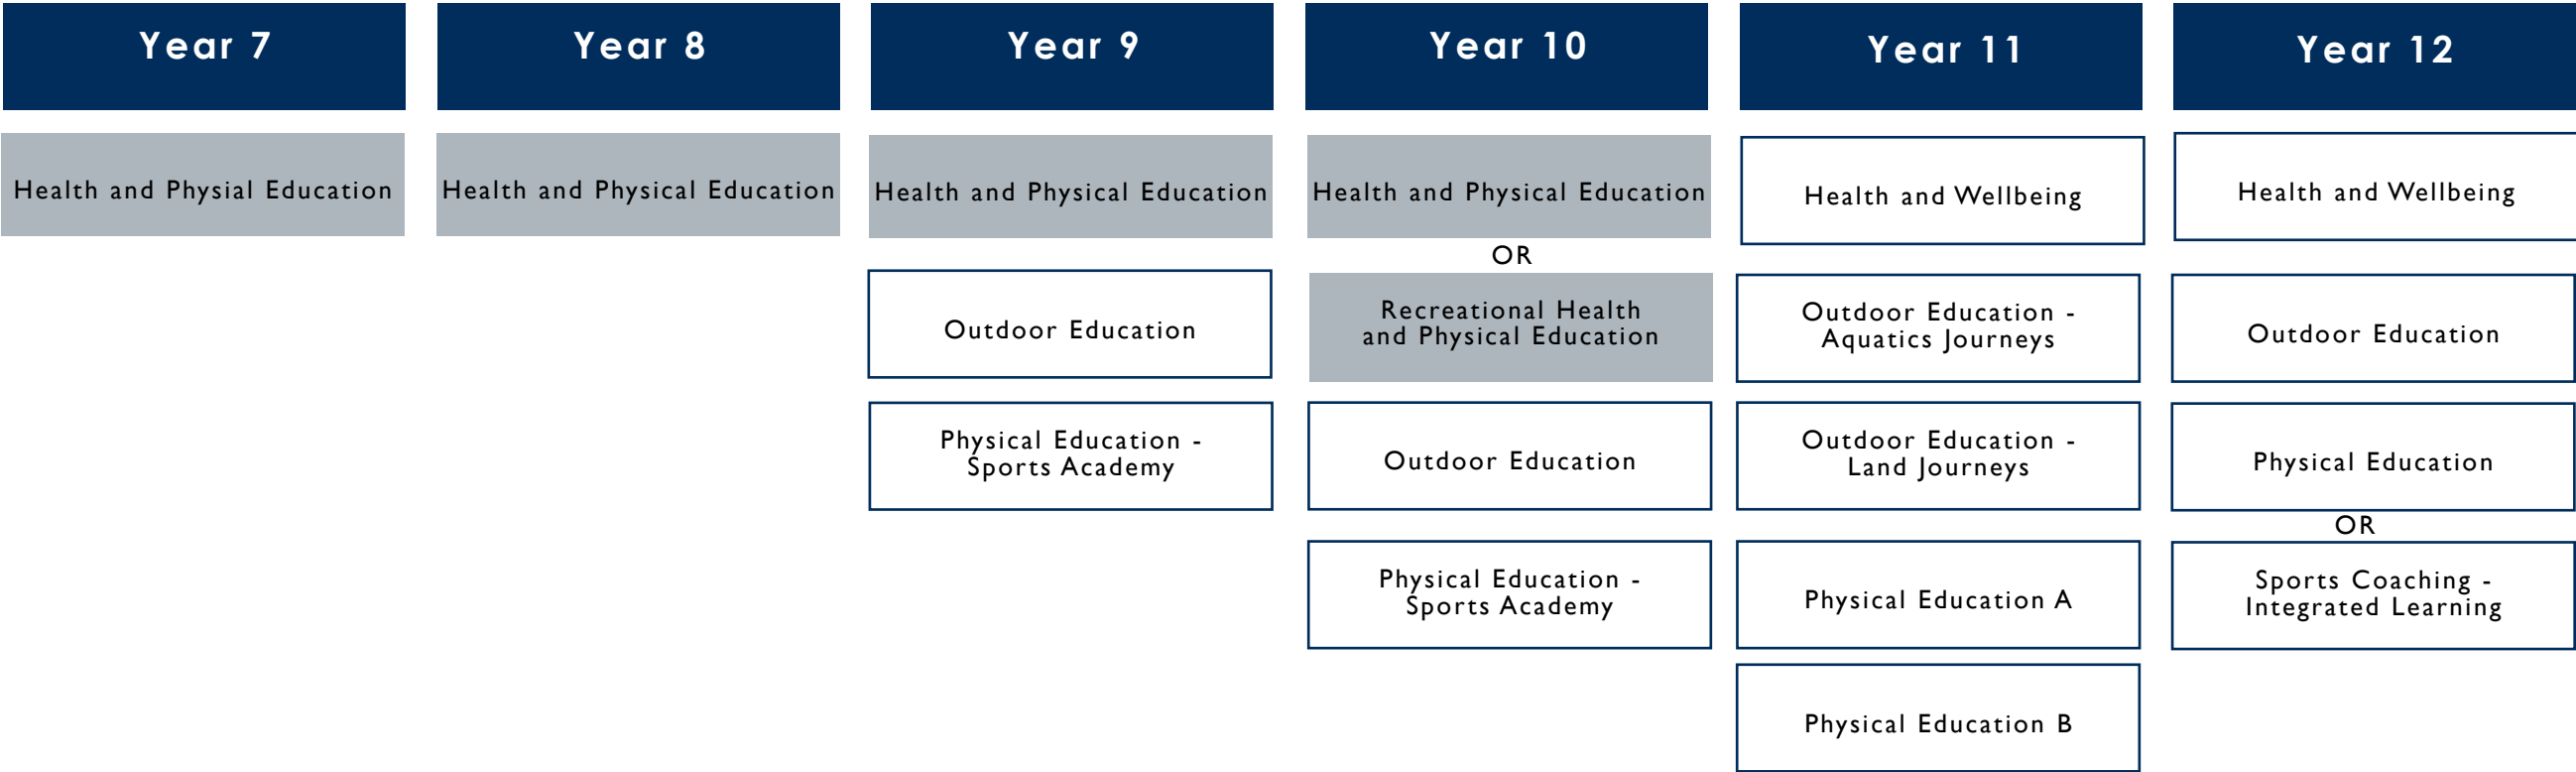 Year 7
Year 8
Year 9
Year 10
Year 11
Year 12
Health and Physial Education
Health and Physical Education
Health and Physical Education
Health and Physical Education
Health and Wellbeing
Health and Wellbeing
OR
Outdoor Education
Recreational Health
and Physical Education
Outdoor Education -
Aquatics Journeys
Outdoor Education
Physical Education -
Sports Academy
Outdoor Education
Outdoor Education -
Land Journeys
Physical Education
OR
Physical Education -
Sports Academy
Physical Education A
Sports Coaching -
Integrated Learning
Physical Education B